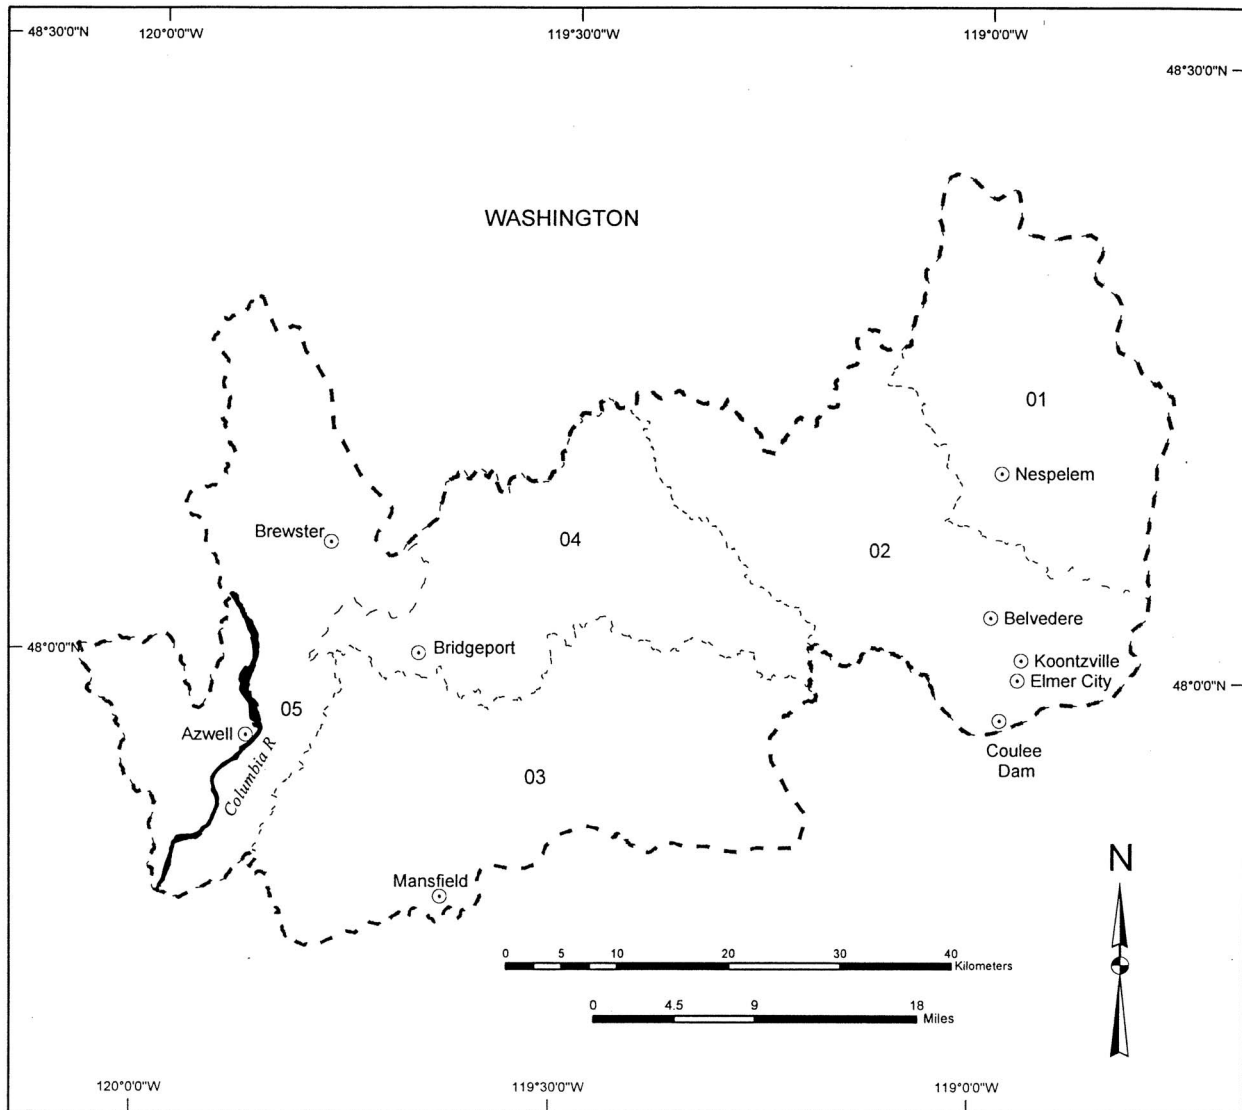 120°0'0"W
119°30'0"W
119°0'0"W
48°30'0"N
48°30'0"N
WASHINGTON
01
Nespelem
Brewster
04
02
Belvedere
48°0'0"N
Bridgeport
Koontzville
Elmer City
48°0'0"N
05
Azwell
Columbia R
Coulee
Dam
03
N
Mansfield
0 5 10 20 30 40
Kilometers
0 4.5 9 18
Miles
120°0'0"W
119°30'0"W
119°0'0"W